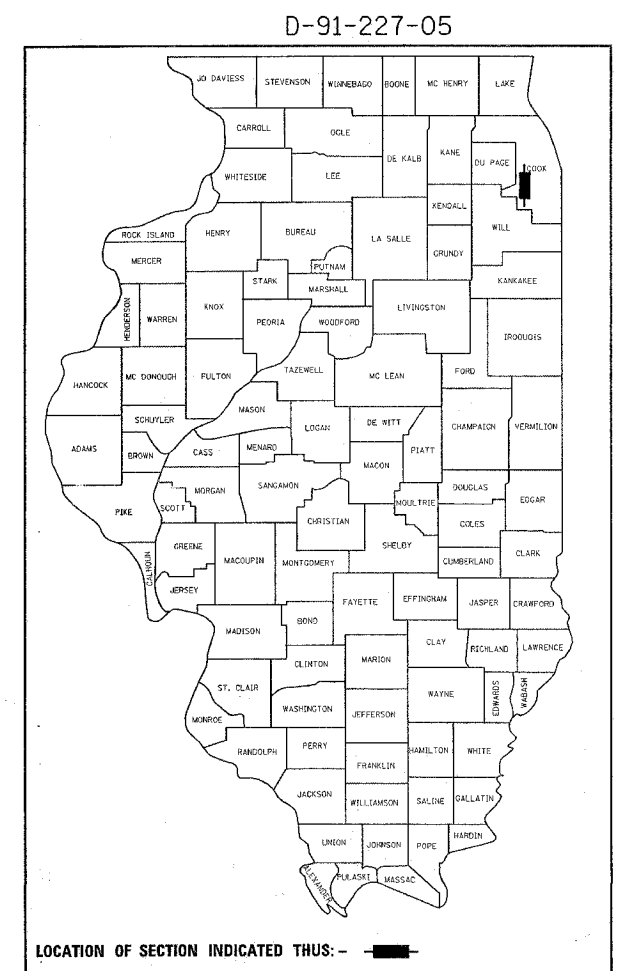 D-91-227-05
JO DAVIESS STEVENSON WINNEBAGO BOONE MC HENRY LAKE
CARROLL OGLE
DE KALB KANE DU PAGE COOK
WHITESIDE LEE
KENDALL
ROCK ISLAND HENRY BUREAU LA SALLE GRUNDY WILL
MERCER
PUTNAM
STARK MARSHALL KANKAKEE
HENDERSON WARREN KNOX PEORIA WOODFORD LIVINGSTON IROQUOIS
HANCOCK MC DONOUGH FULTON TAZEWELL MC LEAN FORD
SCHUYLER MASON LOGAN DE WITT CHAMPAIGN VERMILION
ADAMS BROWN CASS MENARD MACON PIATT
PIKE SCOTT MORGAN SANGAMON CHRISTIAN MOULTRIE DOUGLAS EDGAR
COLES
CALHOUN GREENE MACOUPIN MONTGOMERY SHELBY CUMBERLAND CLARK
JERSEY
MADISON BOND FAYETTE EFFINGHAM JASPER CRAWFORD
CLINTON MARION CLAY RICHLAND LAWRENCE
ST. CLAIR WASHINGTON JEFFERSON WAYNE EDWARDS WABASH
MONROE
RANDOLPH PERRY FRANKLIN HAMILTON WHITE
JACKSON WILLIAMSON SALINE GALLATIN
UNION JOHNSON POPE HARDIN
ALEXANDER PULASKI MASSAC
LOCATION OF SECTION INDICATED THUS: -